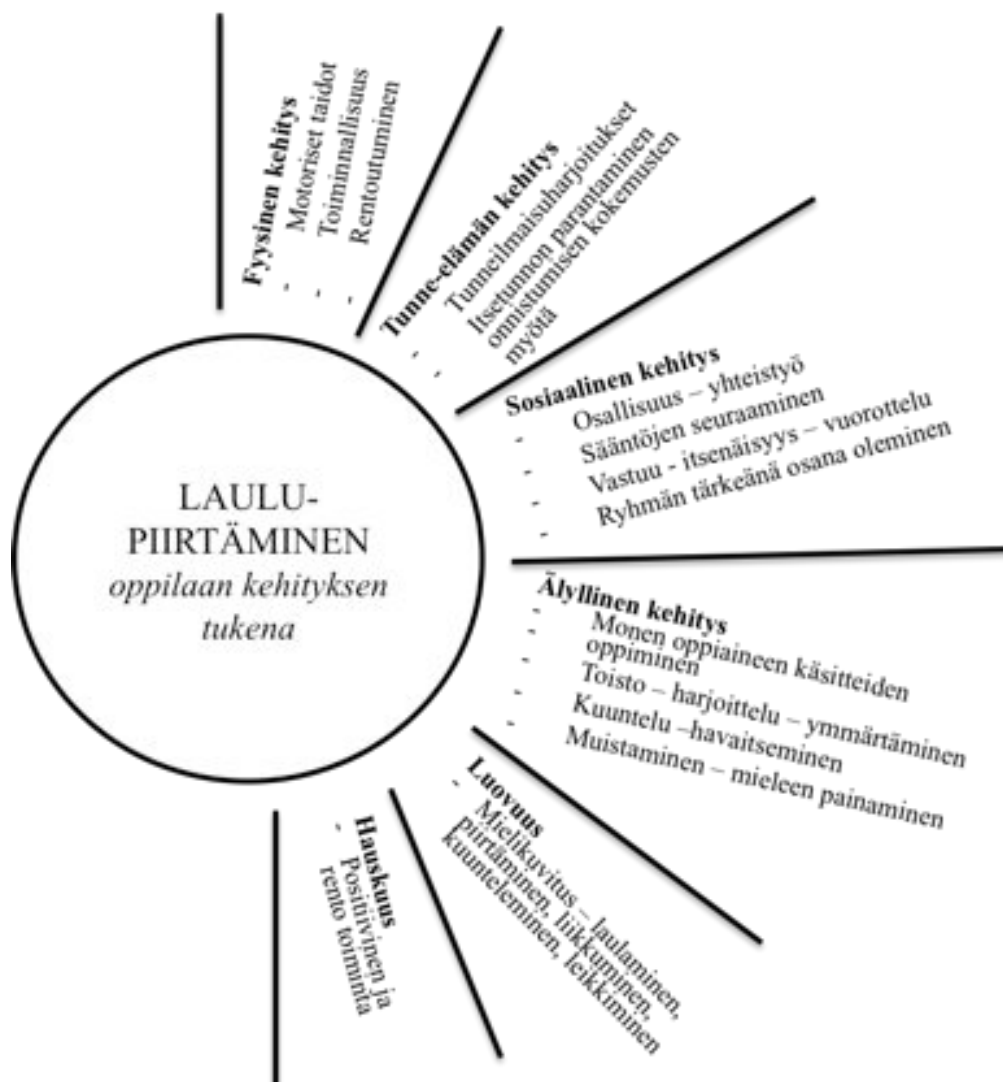 LAULU-
PIIRTÄMINEN
oppilaan kehityksen
tukena
Fyysinen kehitys
- Motoriset taidot
- Toiminnallisuus
- Rentoutuminen
Tunne-elämän kehitys
- Tunneilmaisuharjoitukset
- Itsetunnon parantaminen
onnistumisen kokemusten
myötä
Sosiaalinen kehitys
- Osallisuus – yhteistyö
- Sääntöjen seuraaminen
- Vastuu - itsenäisyys – vuorottelu
- Ryhmän tärkeänä osana oleminen
Älyllinen kehitys
- Monen oppiaineen käsitteiden
oppiminen
- Toisto – harjoittelu – ymmärtäminen
- Kuuntelu –havaitseminen
- Muistaminen – mieleen painaminen
Luovuus
- Mielikuvitus – laulaminen,
piirtäminen, liikkuminen,
kuunteleminen, leikkiminen
Hauskuus
- Positiivinen ja
rento toiminta